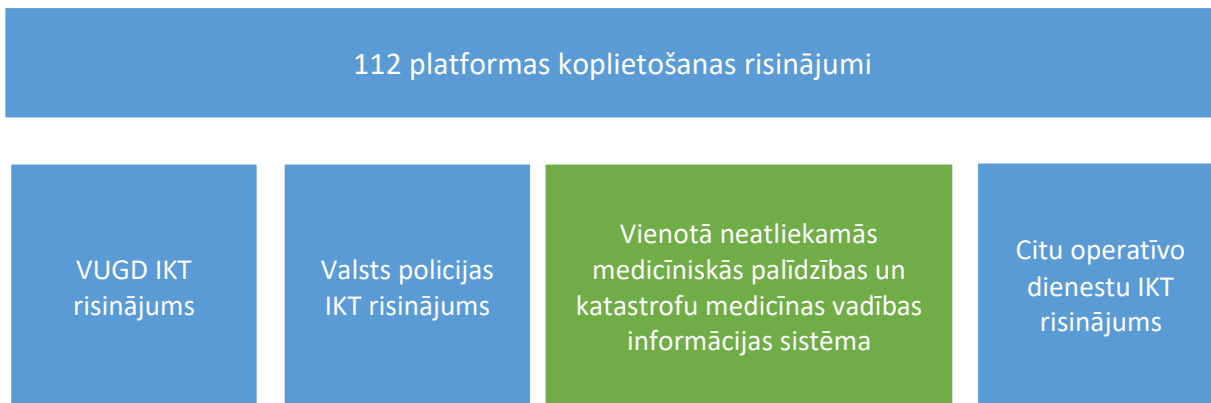 112 platformas koplietošanas risinājumi
VUGD IKT
risinājums
Valsts policijas
IKT risinājums
Vienotā neatliekamās
medicīniskās palīdzības un
katastrofu medicīnas vadības
informācijas sistēma
Citu operatīvo
dienestu IKT
risinājums